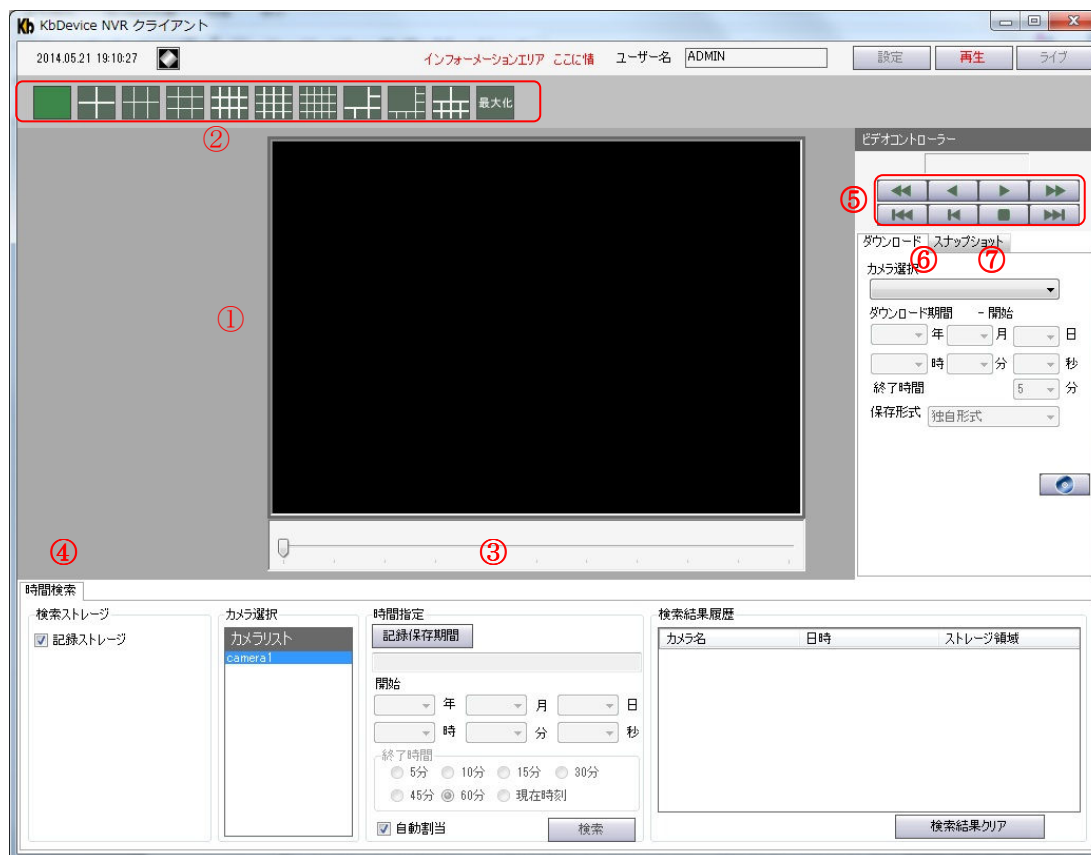 Kb KbDevice NVR クライアント
2014.05.21 19:10:27
インフォーメーションエリア ここに情
ユーザー名 ADMIN
設定 再生 ライブ
最大化
②
ビデオコントローラー
⑤
ダウンロード スナップショット
⑥ ⑦
カメラ選択
①
ダウンロード期間 - 開始
年 月 日
時 分 秒
終了時間 5 分
保存形式 独自形式
③
④
時間検索
検索ストレージ
記録ストレージ
カメラ選択
カメラリスト
camera1
時間指定
記録保存期間
開始
年 月 日
時 分 秒
終了時間
5分 10分 15分 30分
45分 60分 現在時刻
自動割当 検索
検索結果履歴
カメラ名 日時 ストレージ領域
検索結果クリア